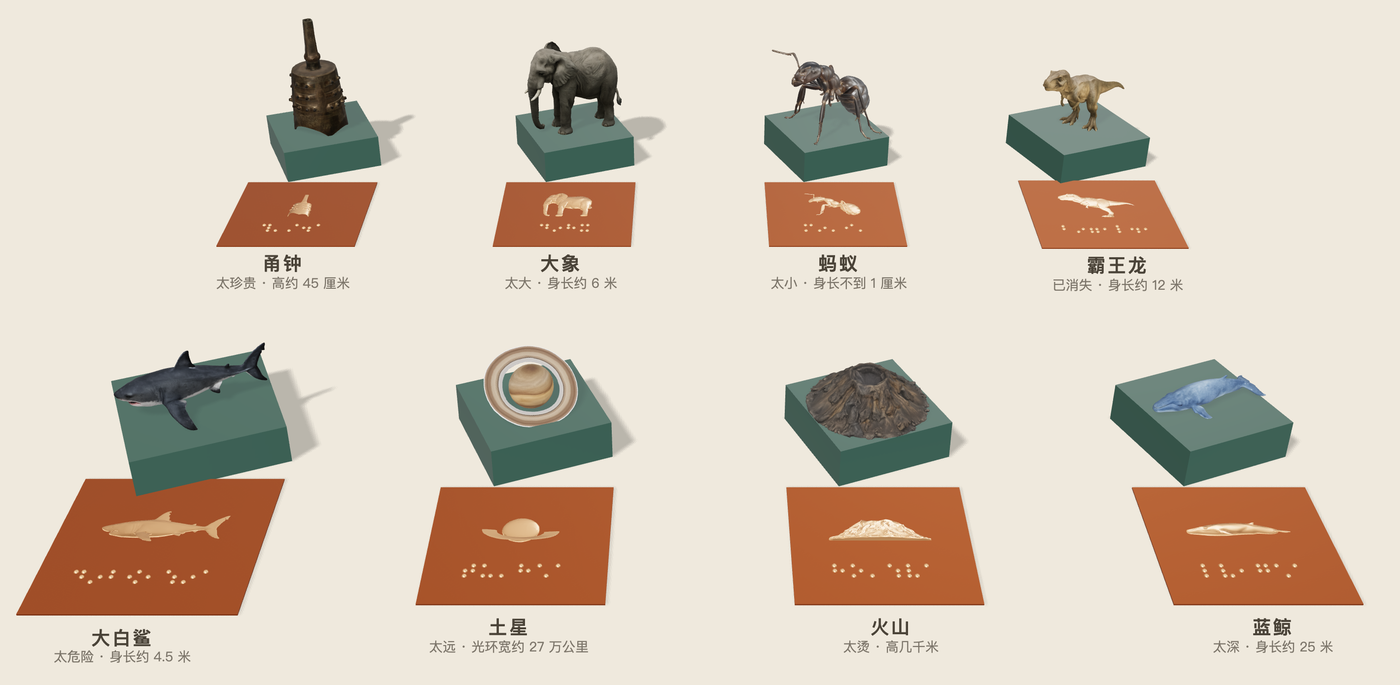 甬钟
太珍贵 · 高约 45 厘米
大象
太大 · 身长约 6 米
蚂蚁
太小 · 身长不到 1 厘米
霸王龙
已消失 · 身长约 12 米
大白鲨
太危险 · 身长约 4.5 米
土星
太远 · 光环宽约 27 万公里
火山
太烫 · 高几千米
蓝鲸
太深 · 身长约 25 米